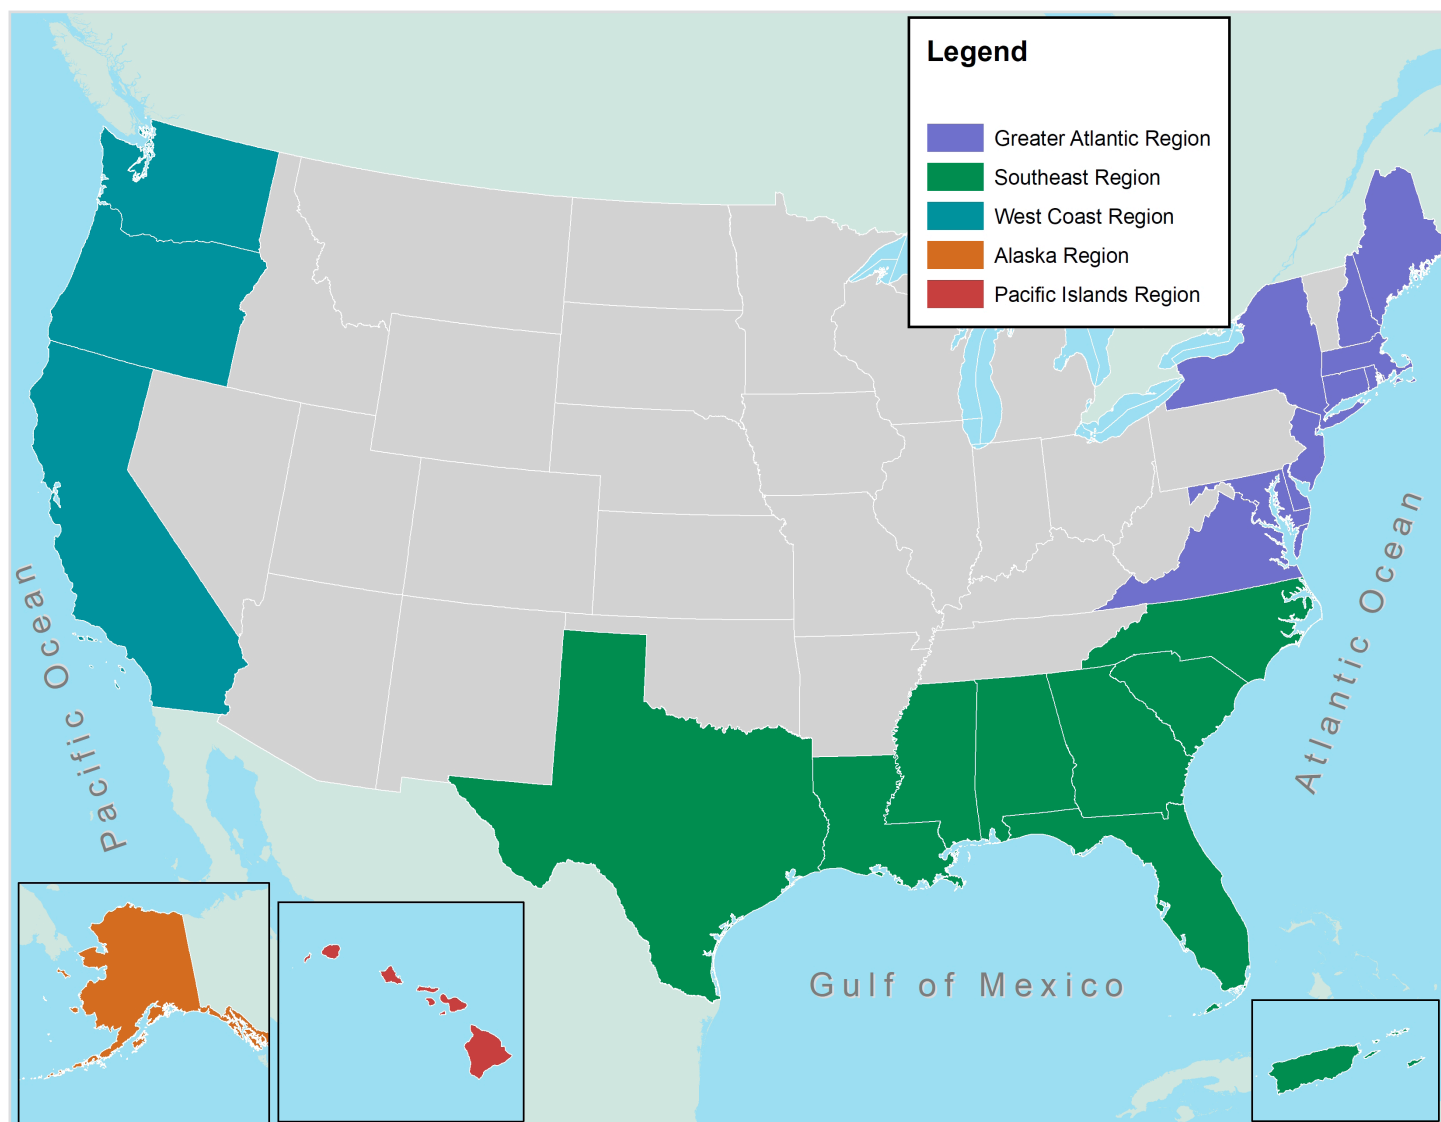 Legend
Greater Atlantic Region
Southeast Region
West Coast Region
Alaska Region
Pacific Islands Region
Pacific Ocean
Atlantic Ocean
Gulf of Mexico